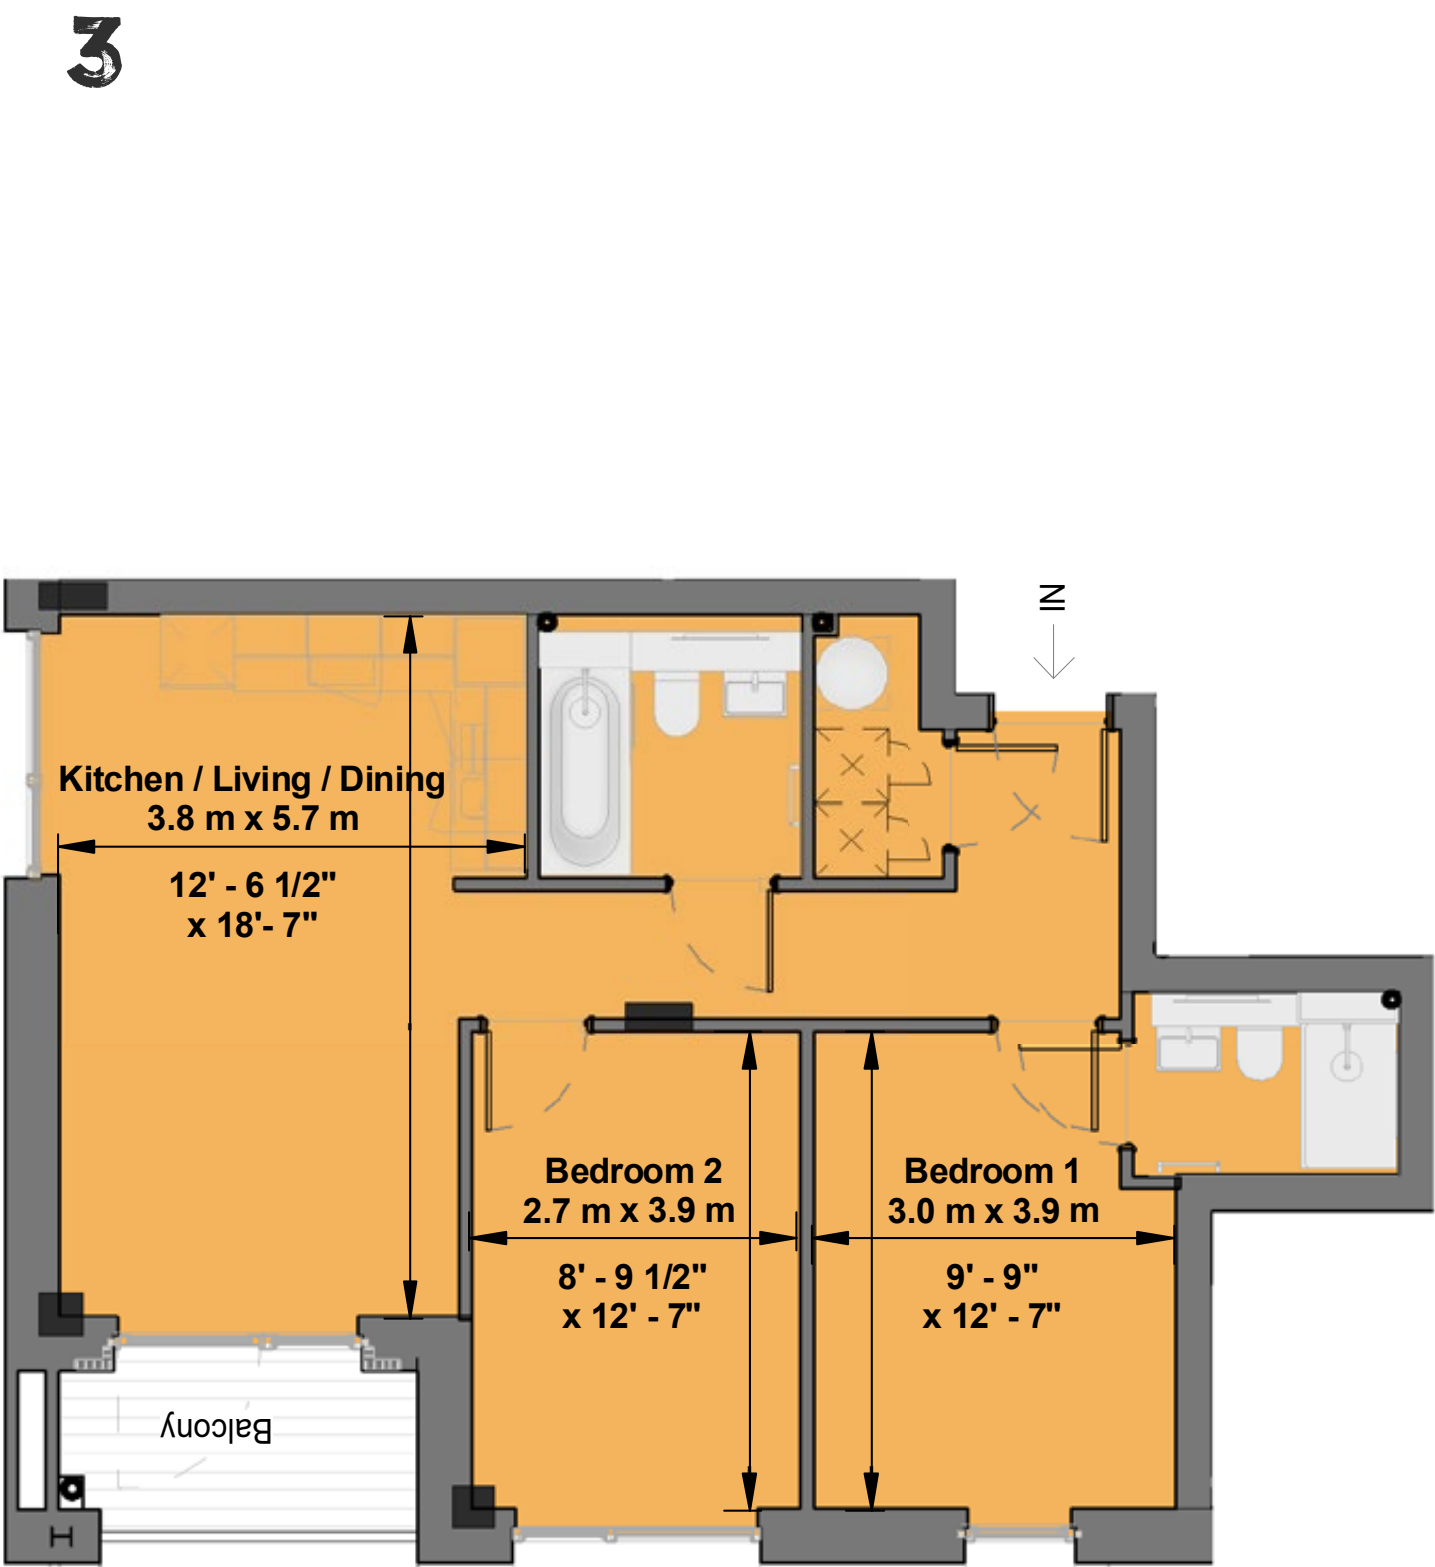 3
IN
Kitchen / Living / Dining
3.8 m x 5.7 m
12' - 6 1/2"
x 18'- 7"
Bedroom 2
2.7 m x 3.9 m
8' - 9 1/2"
x 12' - 7"
Bedroom 1
3.0 m x 3.9 m
9' - 9"
x 12' - 7"
Balcony
H